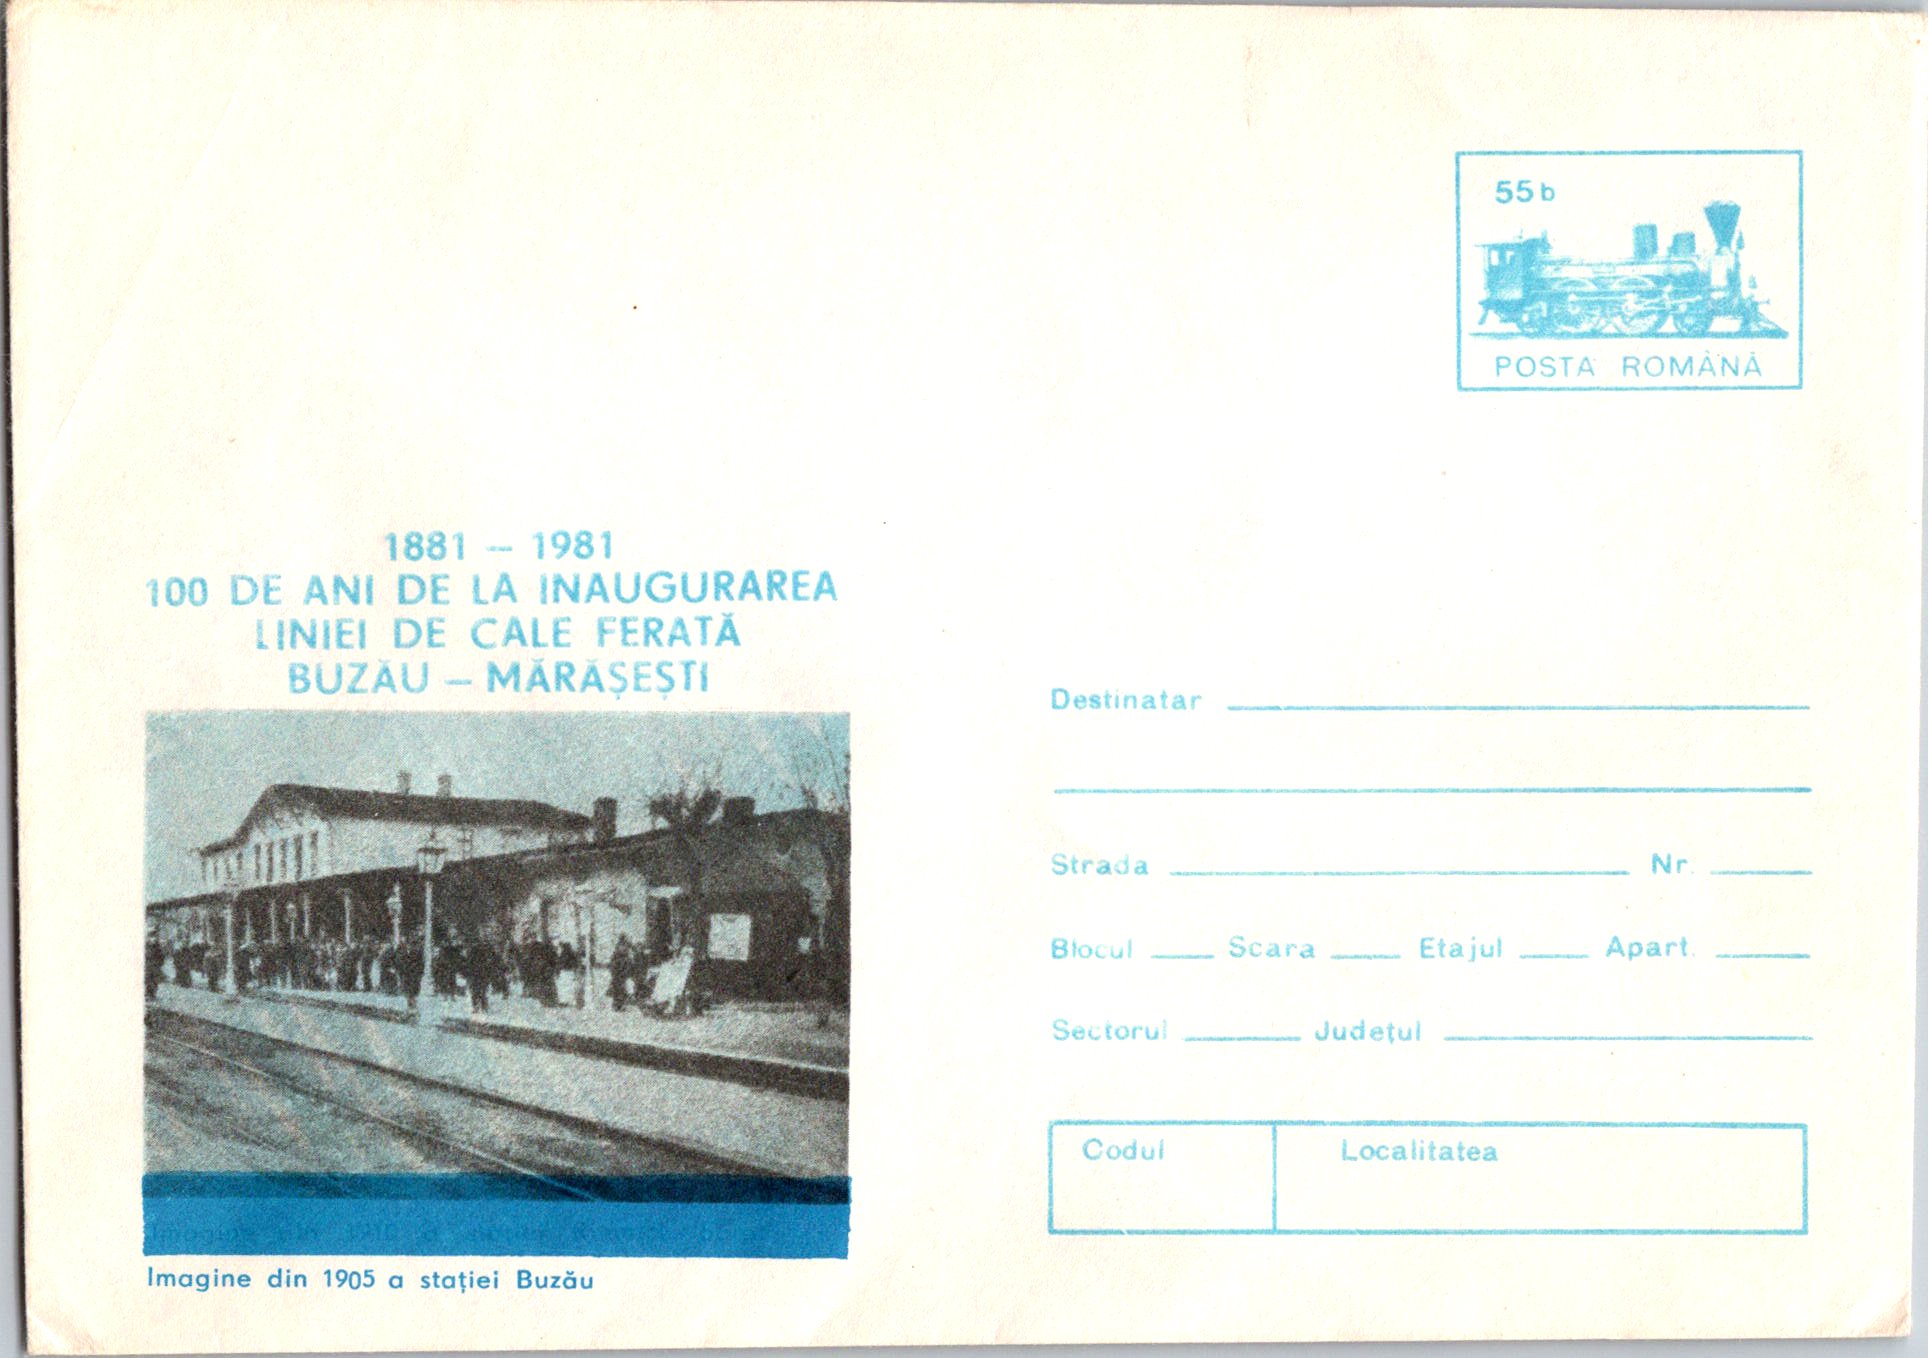 55 b
POSTA ROMÂNĂ
1881 – 1981
100 DE ANI DE LA INAUGURAREA
LINIEI DE CALE FERATĂ
BUZĂU – MĂRĂȘEȘTI
Imagine din 1905 a stației Buzău
Destinatar
Strada Nr.
Blocul Scara Etajul Apart.
Sectorul Județul
Codul Localitatea